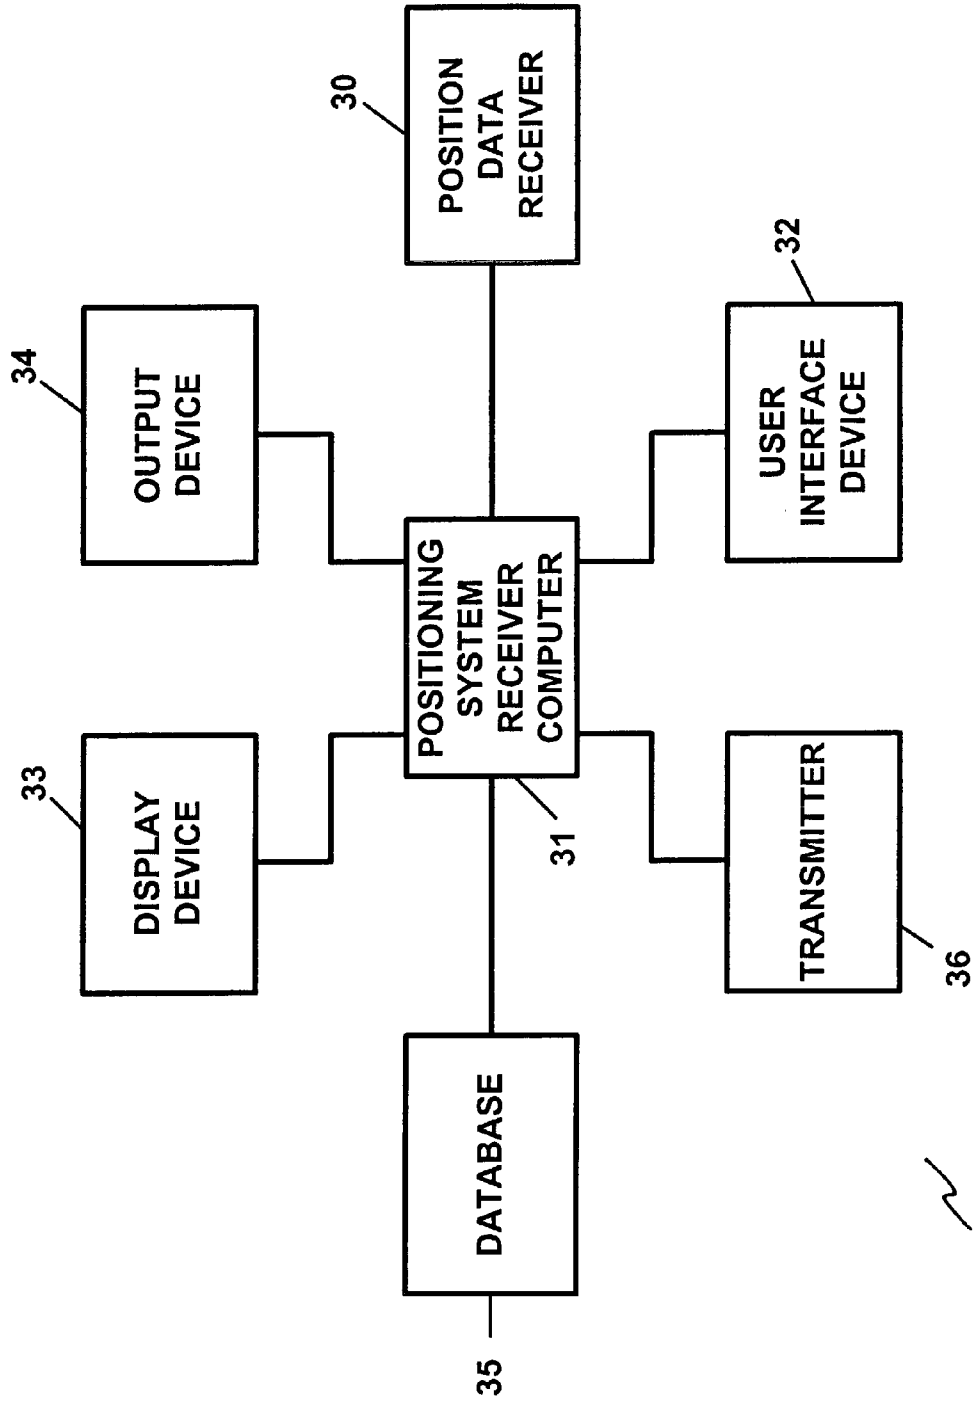 33
DISPLAY
DEVICE
34
OUTPUT
DEVICE
35
DATABASE
POSITIONING
SYSTEM
RECEIVER
COMPUTER
31
30
POSITION
DATA
RECEIVER
TRANSMITTER
36
32
USER
INTERFACE
DEVICE